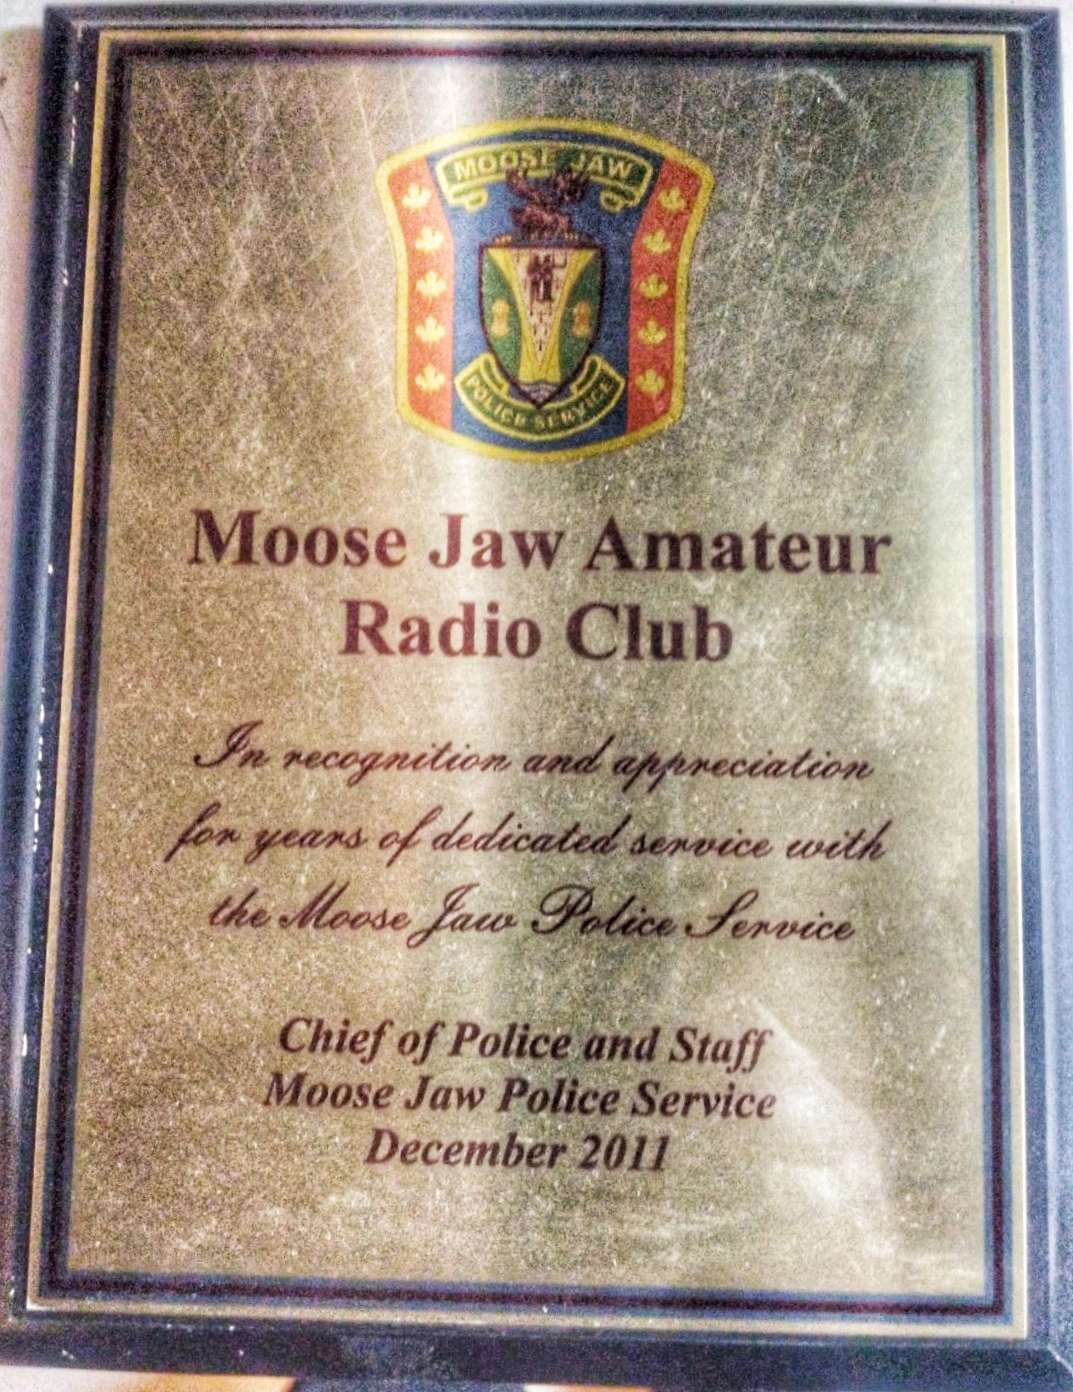 MOOSE JAW
POLICE SERVICE
Moose Jaw Amateur
Radio Club
In recognition and appreciation
for years of dedicated service with
the Moose Jaw Police Service
Chief of Police and Staff
Moose Jaw Police Service
December 2011